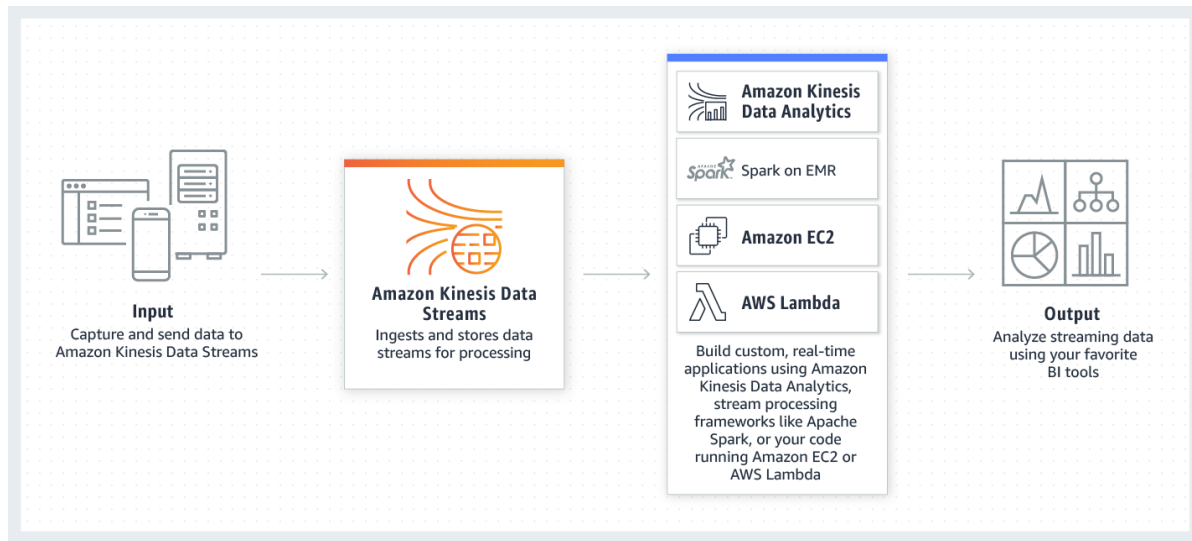 Input
Capture and send data to
Amazon Kinesis Data Streams
Amazon Kinesis Data
Streams
Ingests and stores data
streams for processing
Amazon Kinesis
Data Analytics
APACHE
Spark
Spark on EMR
Amazon EC2
AWS Lambda
Build custom, real-time
applications using Amazon
Kinesis Data Analytics,
stream processing
frameworks like Apache
Spark, or your code
running Amazon EC2 or
AWS Lambda
Output
Analyze streaming data
using your favorite
BI tools